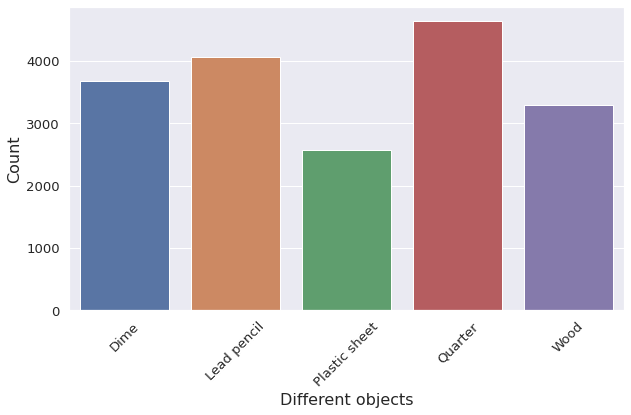 4000
3000
2000
1000
0
Count
Dime
Lead pencil
Plastic sheet
Quarter
Wood
Different objects